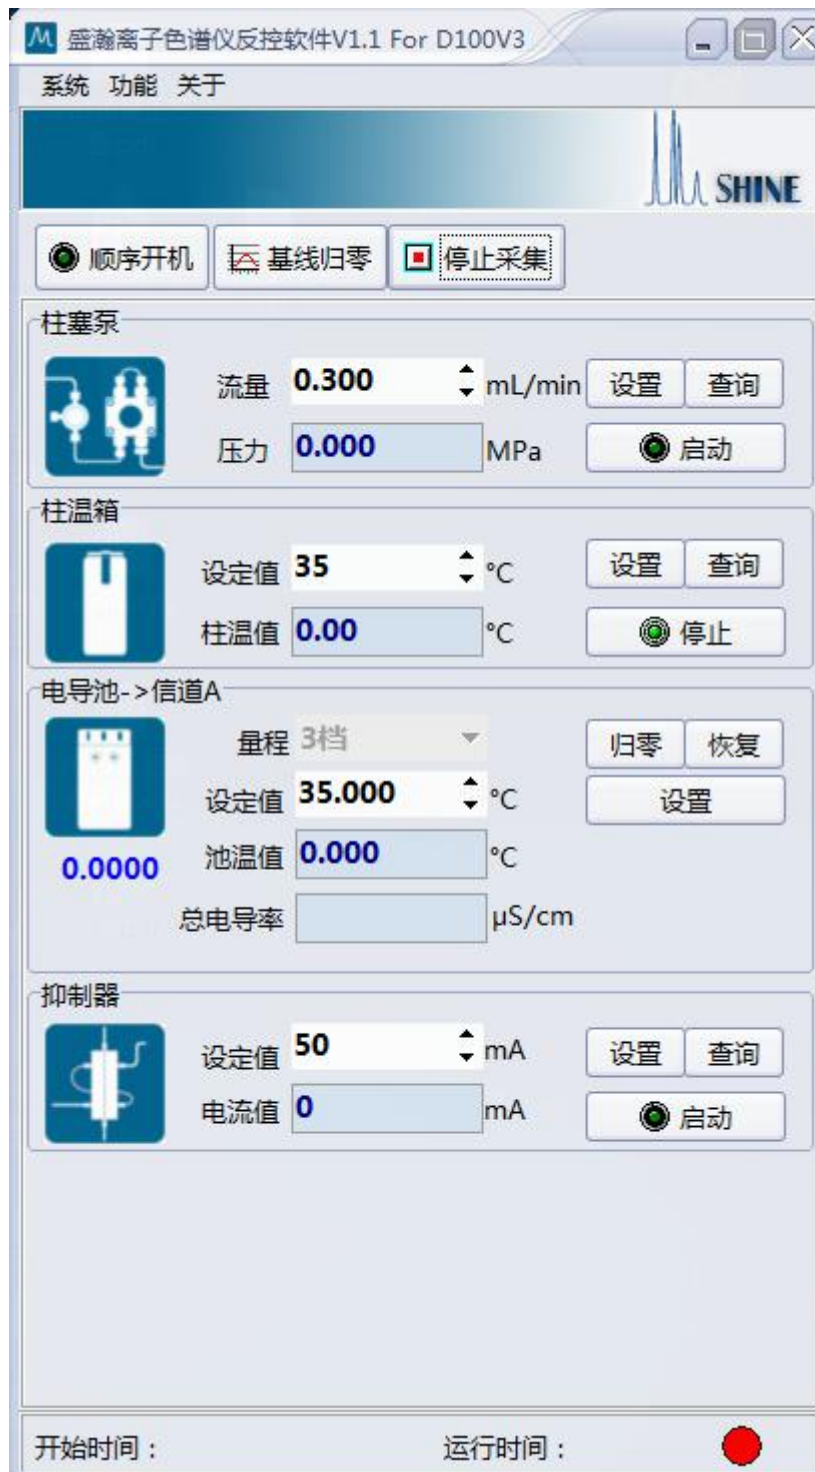 盛瀚离子色谱仪反控软件V1.1 For D100V3
系统 功能 关于
SHINE
顺序开机 基线归零 停止采集
柱塞泵
流量 0.300 mL/min 设置 查询
压力 0.000 MPa 启动
柱温箱
设定值 35 °C 设置 查询
柱温值 0.00 °C 停止
电导池->信道A
量程 3档 归零 恢复
设定值 35.000 °C 设置
0.0000 池温值 0.000 °C
总电导率 µS/cm
抑制器
设定值 50 mA 设置 查询
电流值 0 mA 启动
开始时间： 运行时间：